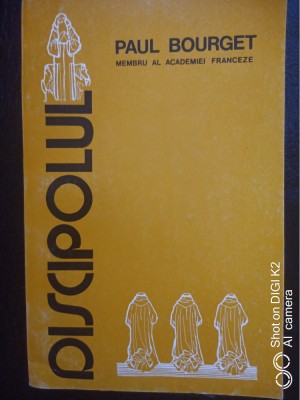 PAUL BOURGET
MEMBRU AL ACADEMIEI FRANCEZE
DISCIPOLUL
Shot on DIGI K2
AI camera